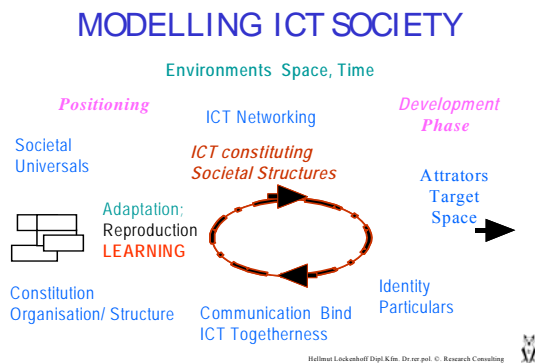 MODELLING ICT SOCIETY
Environments Space, Time
Positioning
ICT Networking
Development
Phase
Societal
Universals
ICT constituting
Societal Structures
Attrators
Target
Space
Adaptation;
Reproduction
LEARNING
Constitution
Organisation/ Structure
Communication Bind
ICT Togetherness
Identity
Particulars
Hellmut Löckenhoff Dipl.Kfm. Dr.rer pol. ©. Research Consulting